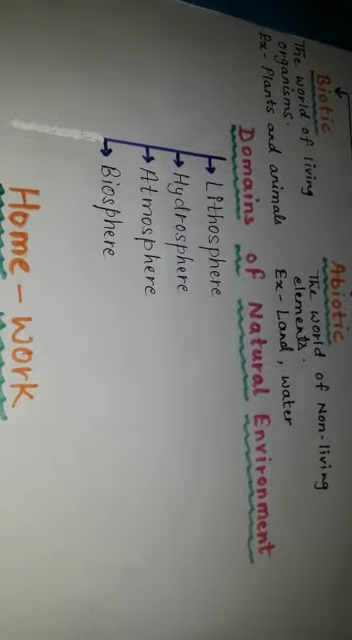 Biotic
The world of living
organisms.
Ex- Plants and animals
Abiotic
The world of Non-living
elements.
Ex- Land, water
Domains of Natural Environment
Lithosphere
Hydrosphere
Atmosphere
Biosphere
Home-work